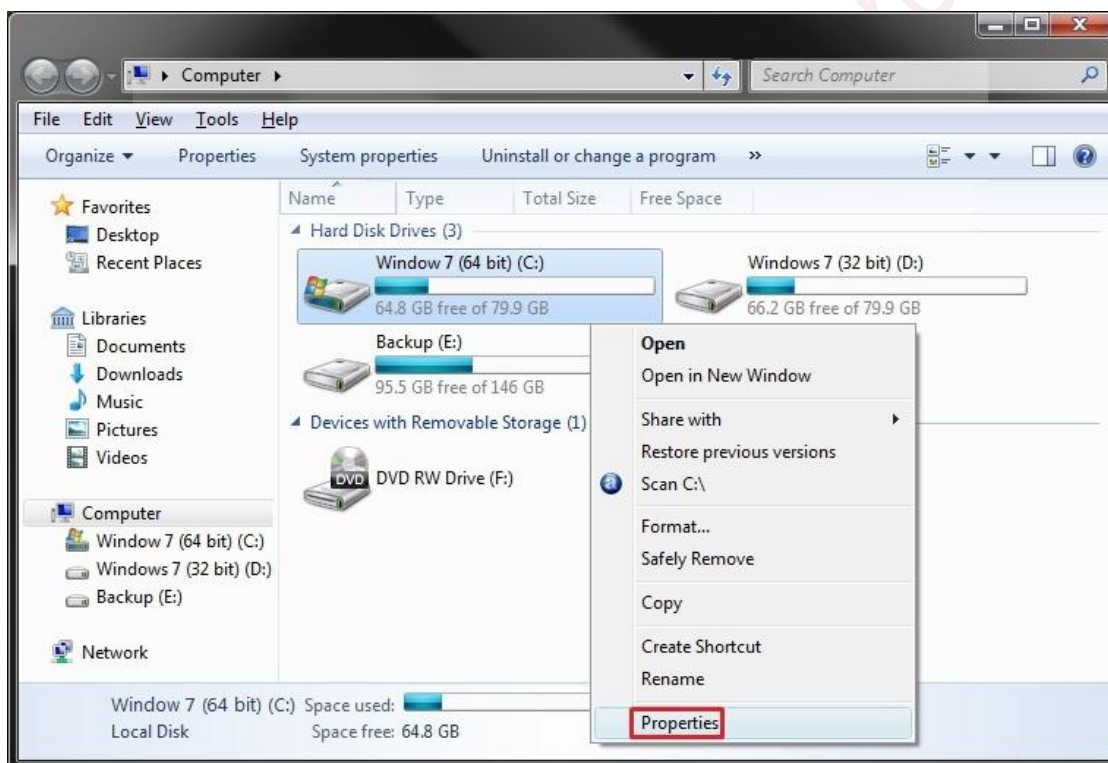 Computer
Search Computer
File Edit View Tools Help
Organize Properties System properties Uninstall or change a program »
Name Type Total Size Free Space
Favorites
Desktop
Recent Places
Libraries
Documents
Downloads
Music
Pictures
Videos
Computer
Window 7 (64 bit) (C:)
Windows 7 (32 bit) (D:)
Backup (E:)
Network
Hard Disk Drives (3)
Window 7 (64 bit) (C:)
64.8 GB free of 79.9 GB
Windows 7 (32 bit) (D:)
66.2 GB free of 79.9 GB
Backup (E:)
95.5 GB free of 146 GB
Devices with Removable Storage (1)
DVD
DVD RW Drive (F:)
Open
Open in New Window
Share with
Restore previous versions
Scan C:\
Format...
Safely Remove
Copy
Create Shortcut
Rename
Properties
Window 7 (64 bit) (C:) Space used:
Local Disk Space free: 64.8 GB